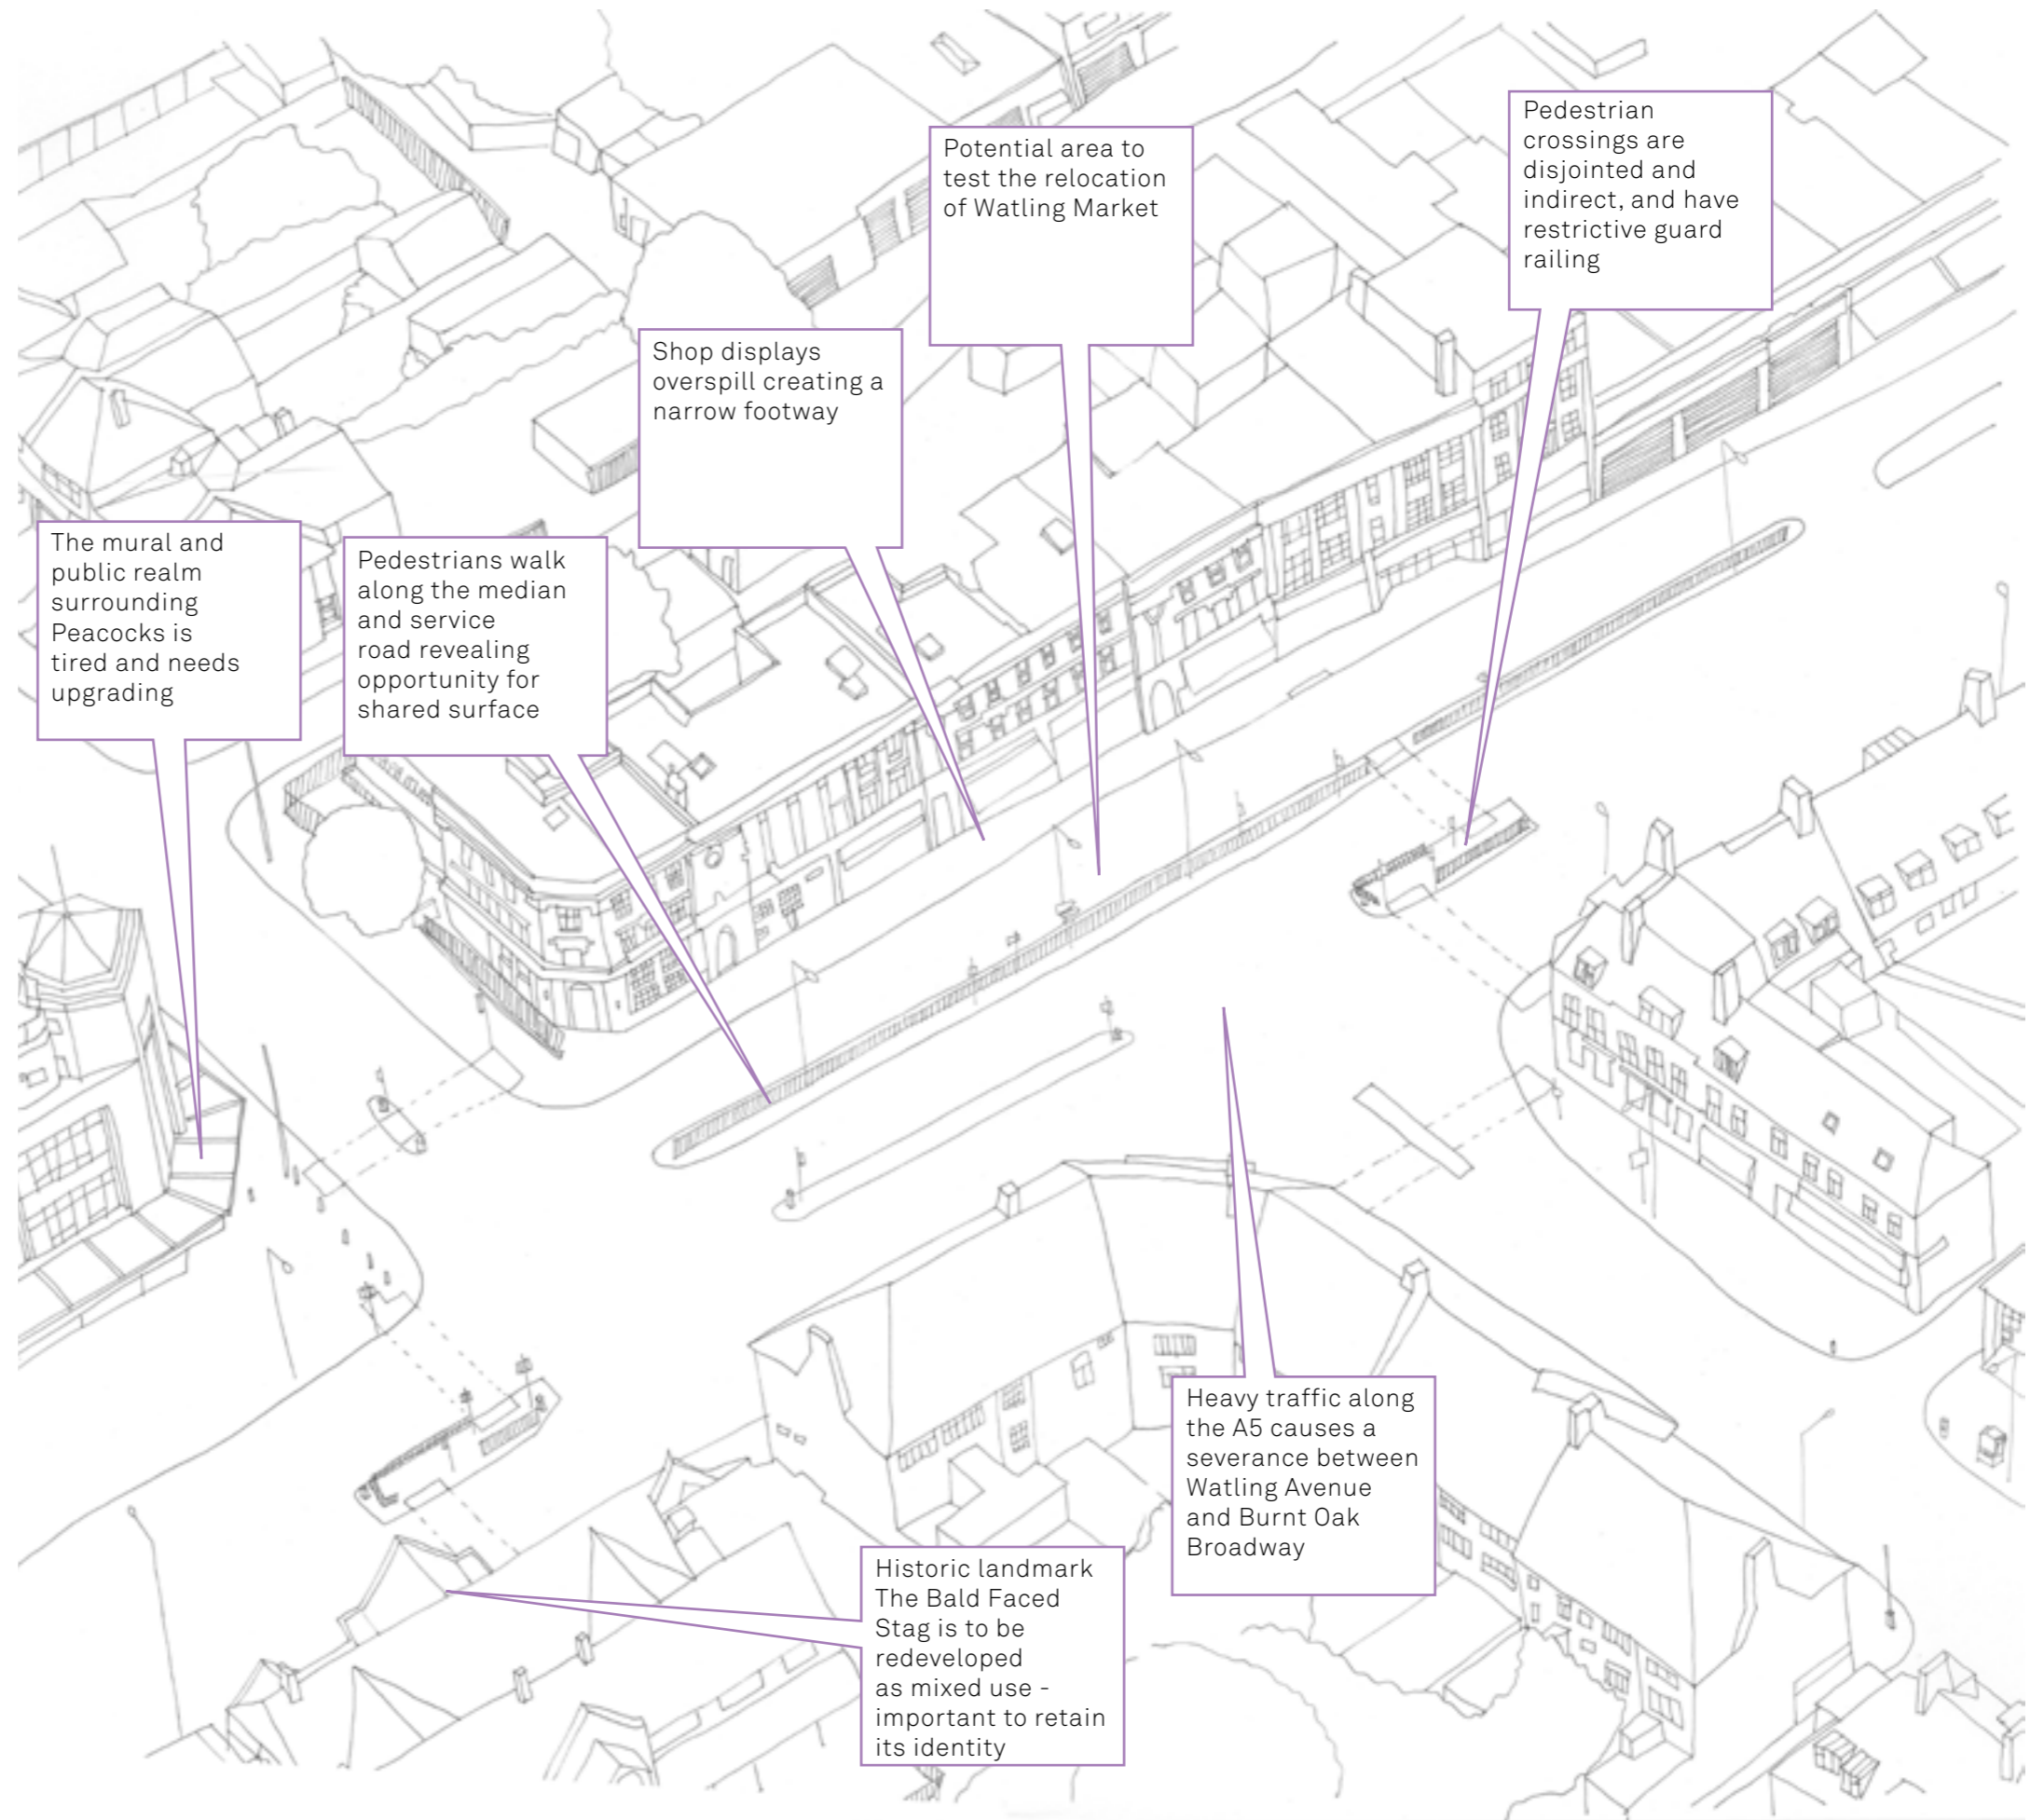 Pedestrian
crossings are
disjointed and
indirect, and have
restrictive guard
railing
Potential area to
test the relocation
of Watling Market
Shop displays
overspill creating a
narrow footway
The mural and
public realm
surrounding
Peacocks is
tired and needs
upgrading
Pedestrians walk
along the median
and service
road revealing
opportunity for
shared surface
Heavy traffic along
the A5 causes a
severance between
Watling Avenue
and Burnt Oak
Broadway
Historic landmark
The Bald Faced
Stag is to be
redeveloped
as mixed use -
important to retain
its identity